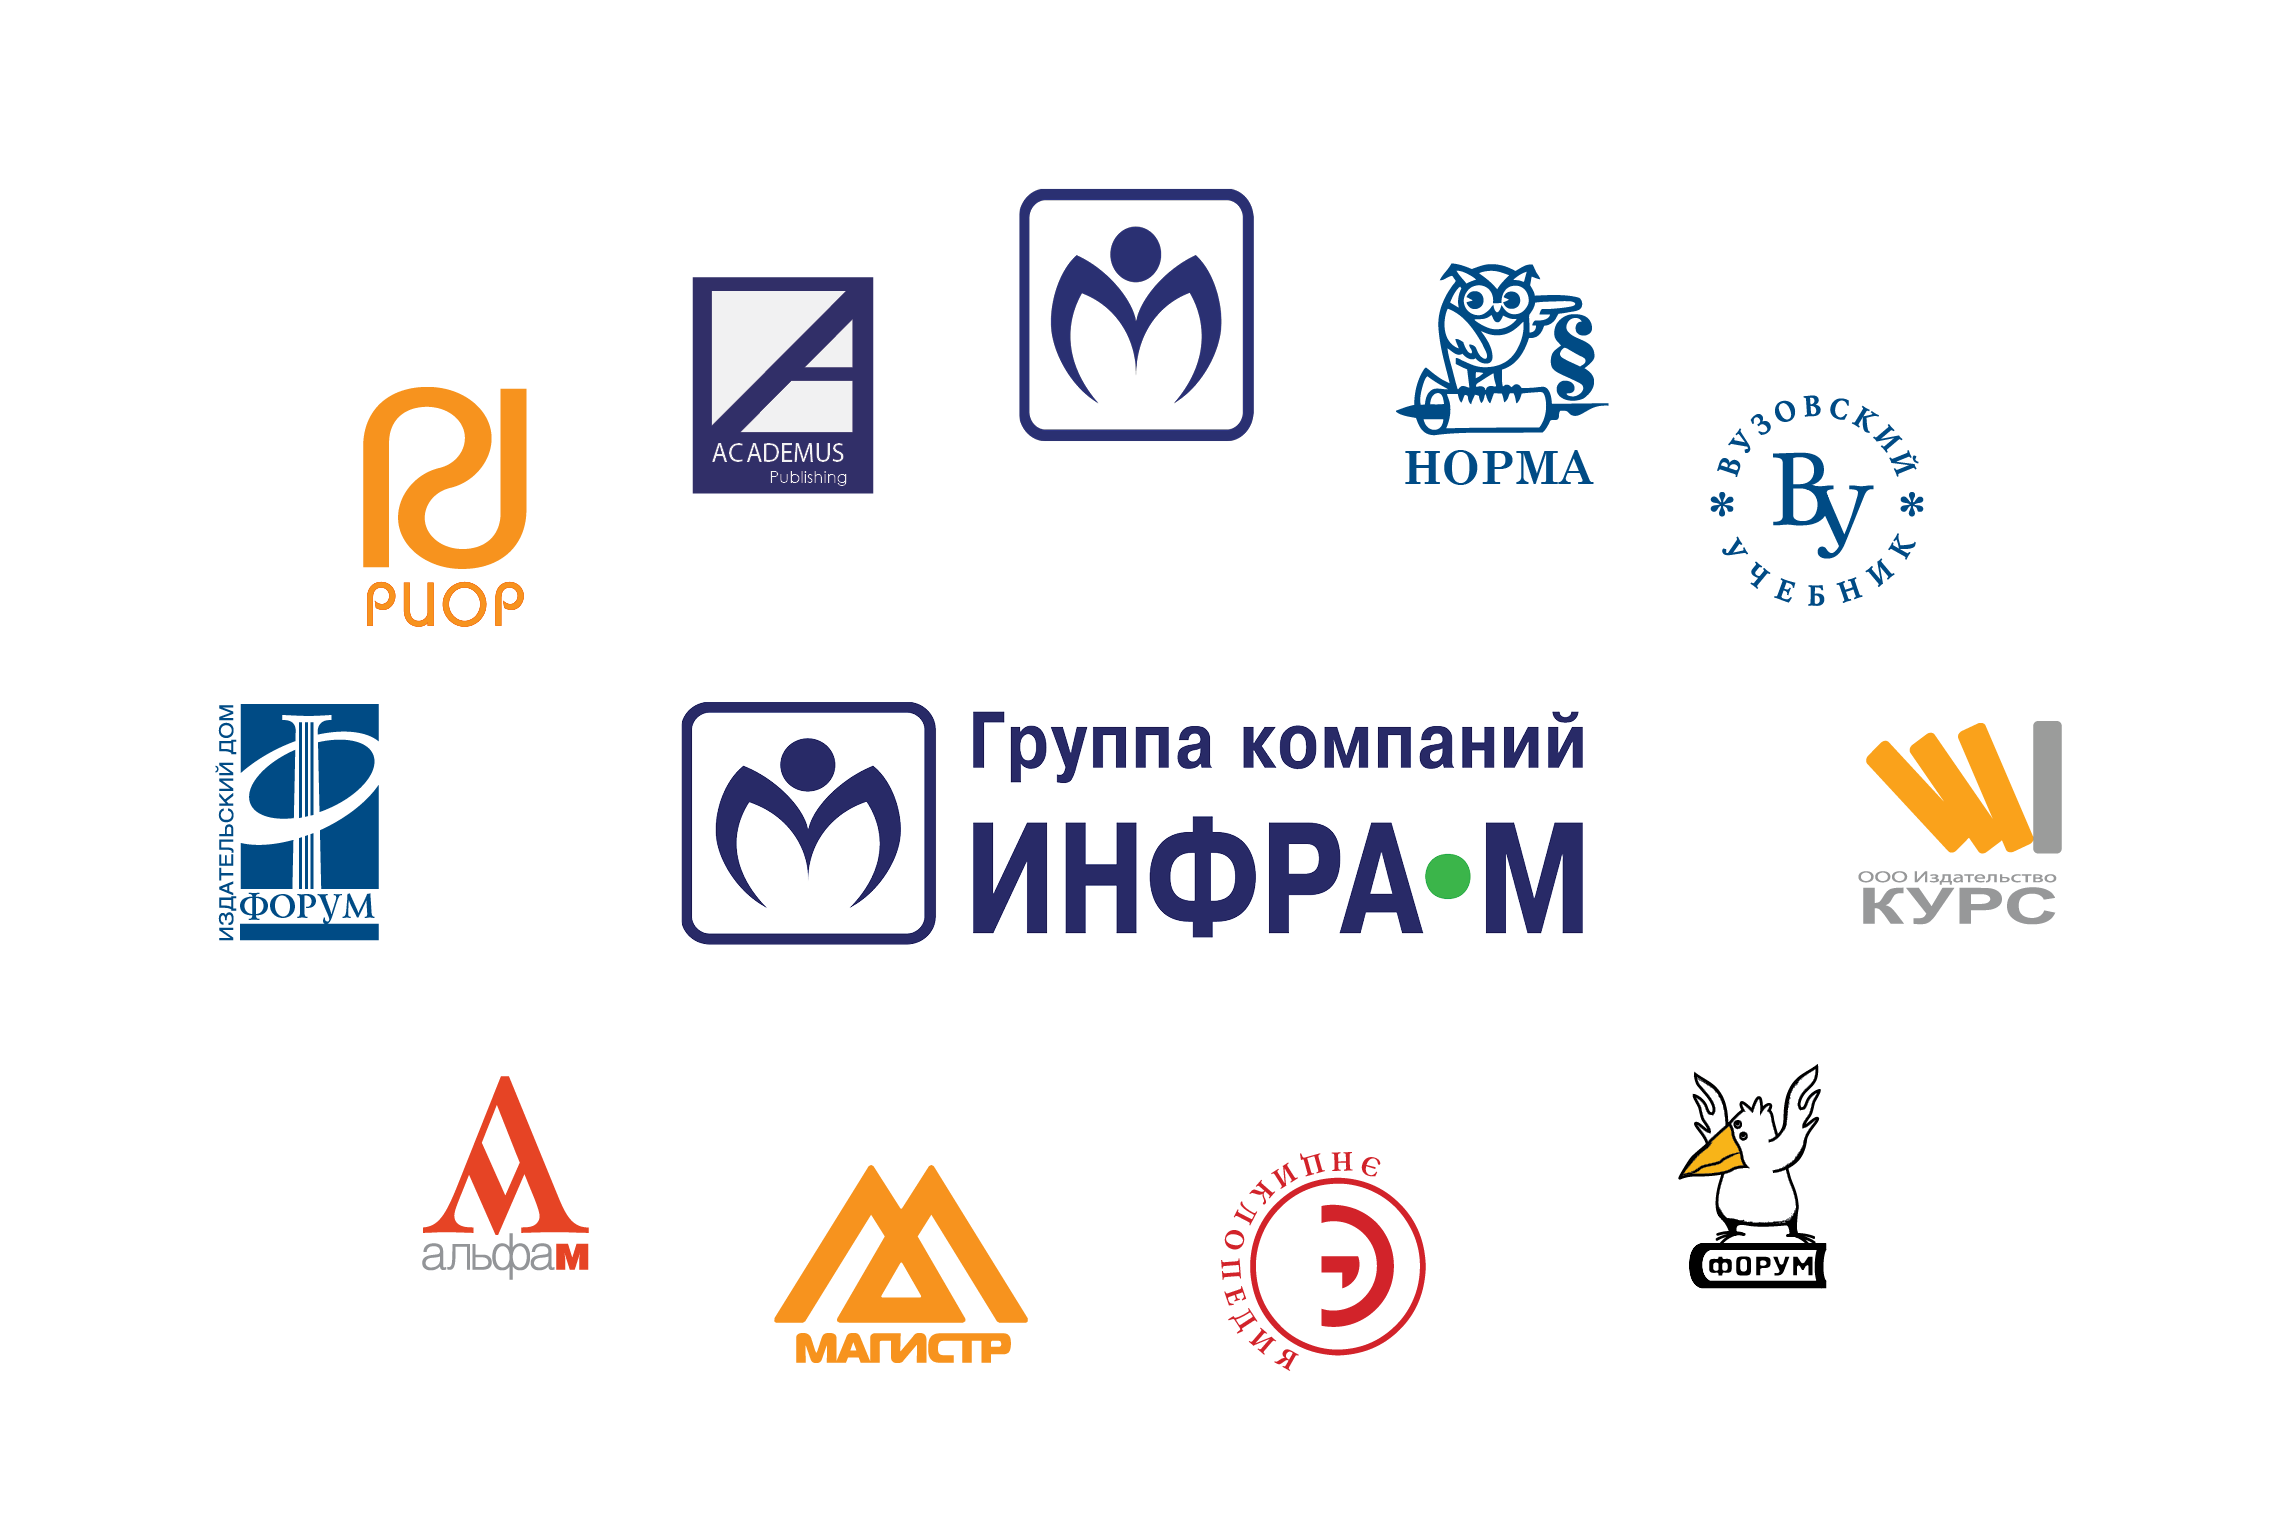 НОРМА
ACADEMUS
Publishing
ВУЗОВСКИЙ
Ву
УЧЕБНИК
РИОР
ИЗДАТЕЛЬСКИЙ ДОМ
ФОРУМ
Группа компаний
ИНФРА•М
ООО Издательство
КУРС
альфаМ
МАГИСТР
ЭНЦИКЛОПЕДИЯ
Э
ФОРУМ